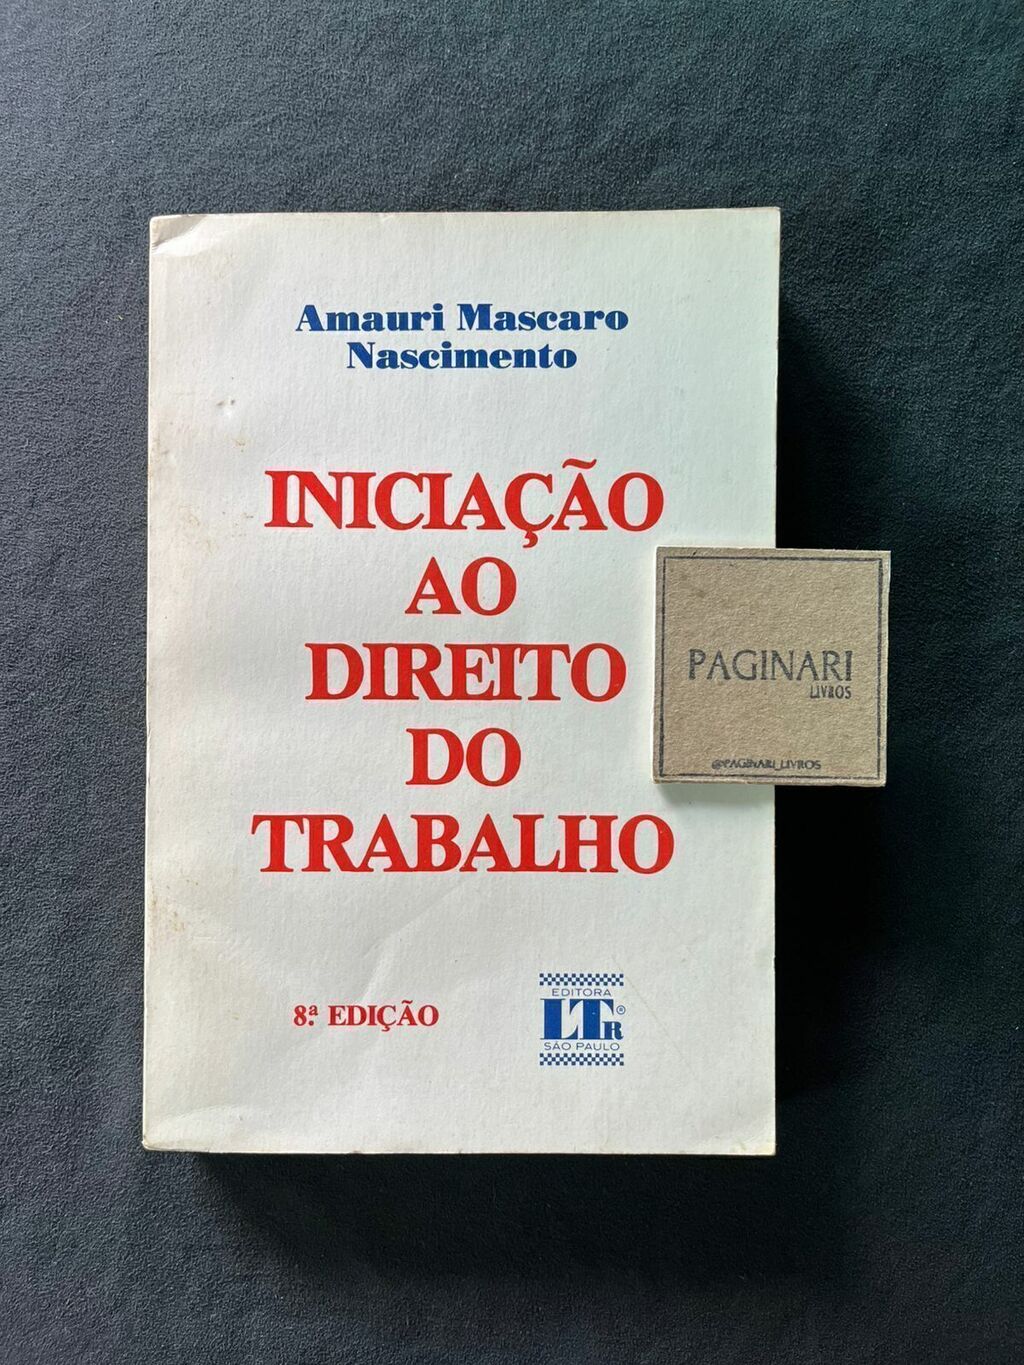 Amauri Mascaro
Nascimento
INICIAÇÃO
AO
DIREITO
DO
TRABALHO
PAGINARI
LIVROS
@PAGINARI_LIVROS
8ª. EDIÇÃO
EDITORA
LTR®
SÃO PAULO